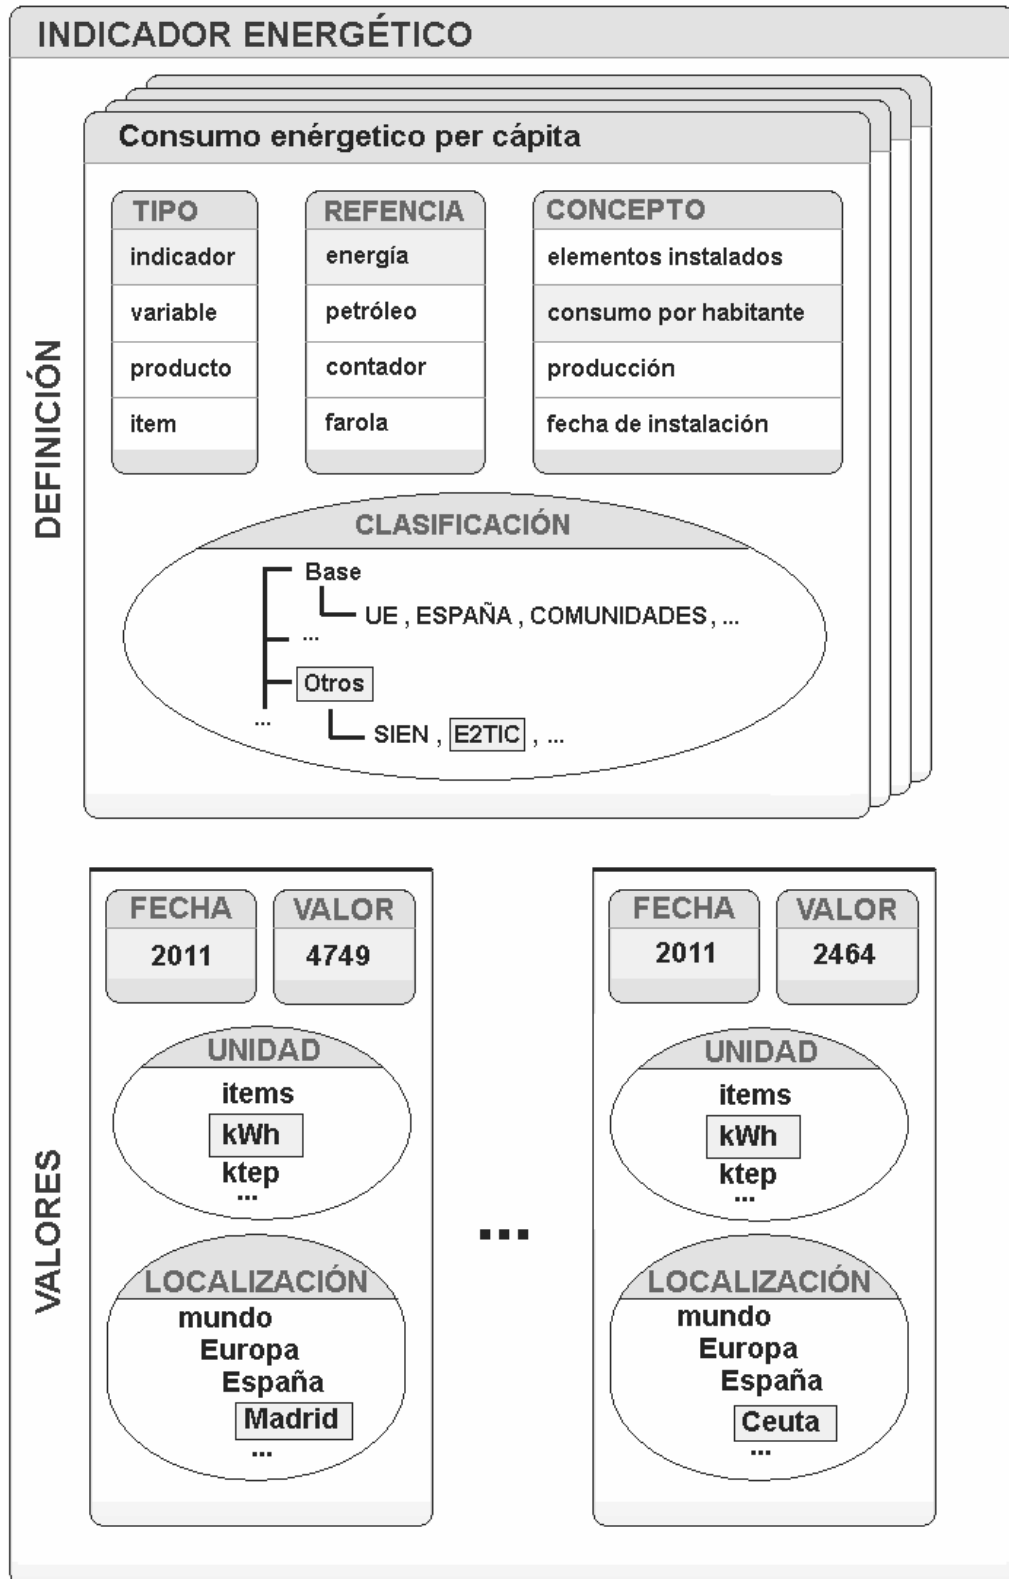 INDICADOR ENERGÉTICO
DEFINICIÓN
Consumo enérgetico per cápita
TIPO
indicador
variable
producto
item
REFENCIA
energía
petróleo
contador
farola
CONCEPTO
elementos instalados
consumo por habitante
producción
fecha de instalación
CLASIFICACIÓN
Base
UE , ESPAÑA , COMUNIDADES, ...
...
Otros
...
SIEN , E2TIC , ...
VALORES
FECHA
2011
VALOR
4749
UNIDAD
items
kWh
ktep
...
LOCALIZACIÓN
mundo
Europa
España
Madrid
...
...
FECHA
2011
VALOR
2464
UNIDAD
items
kWh
ktep
...
LOCALIZACIÓN
mundo
Europa
España
Ceuta
...